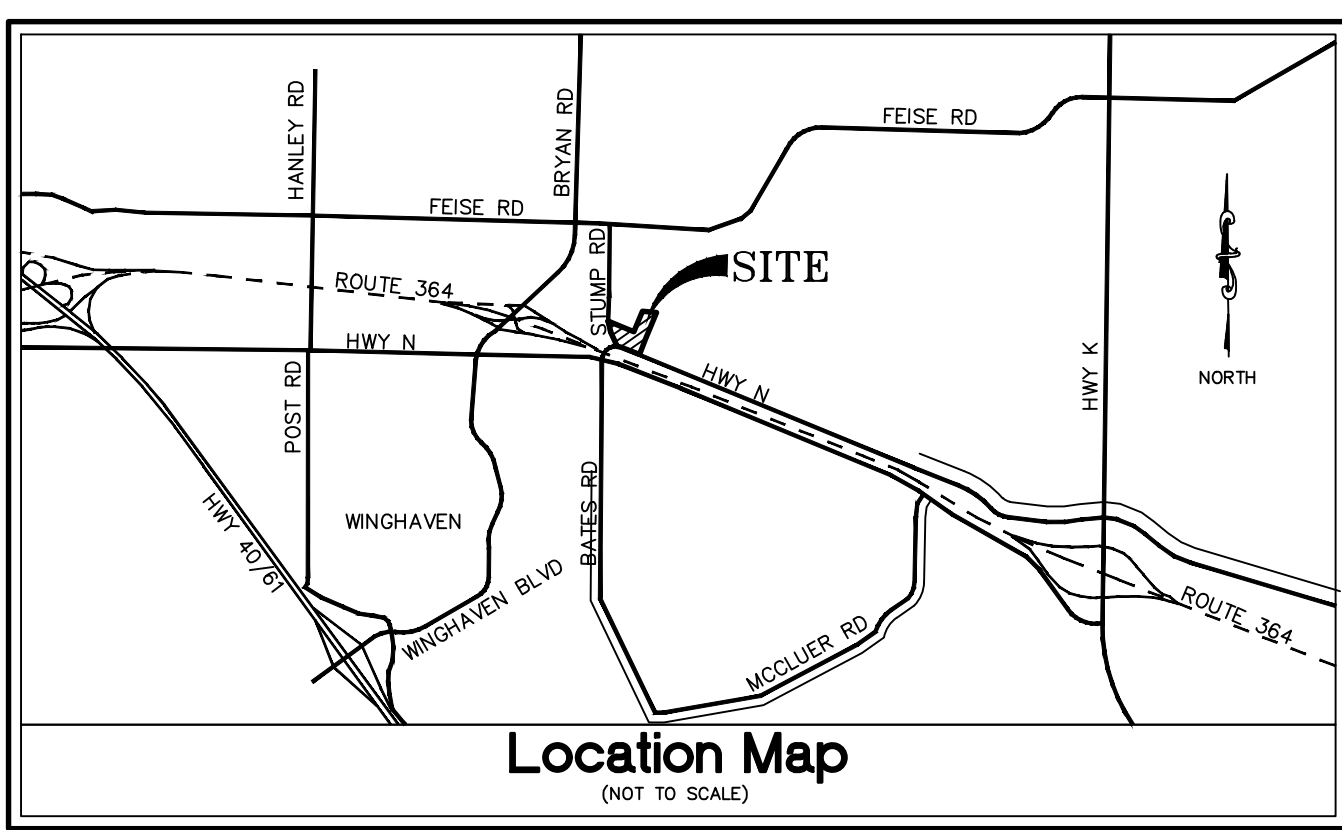 HANLEY RD
BRYAN RD
FEISE RD
FEISE RD
STUMP RD
SITE
ROUTE 364
HWY N
HWY N
HWY K
NORTH
POST RD
BATES RD
WINGHAVEN
HWY 40/61
WINGHAVEN BLVD
MCCLUER RD
ROUTE 364
Location Map
(NOT TO SCALE)